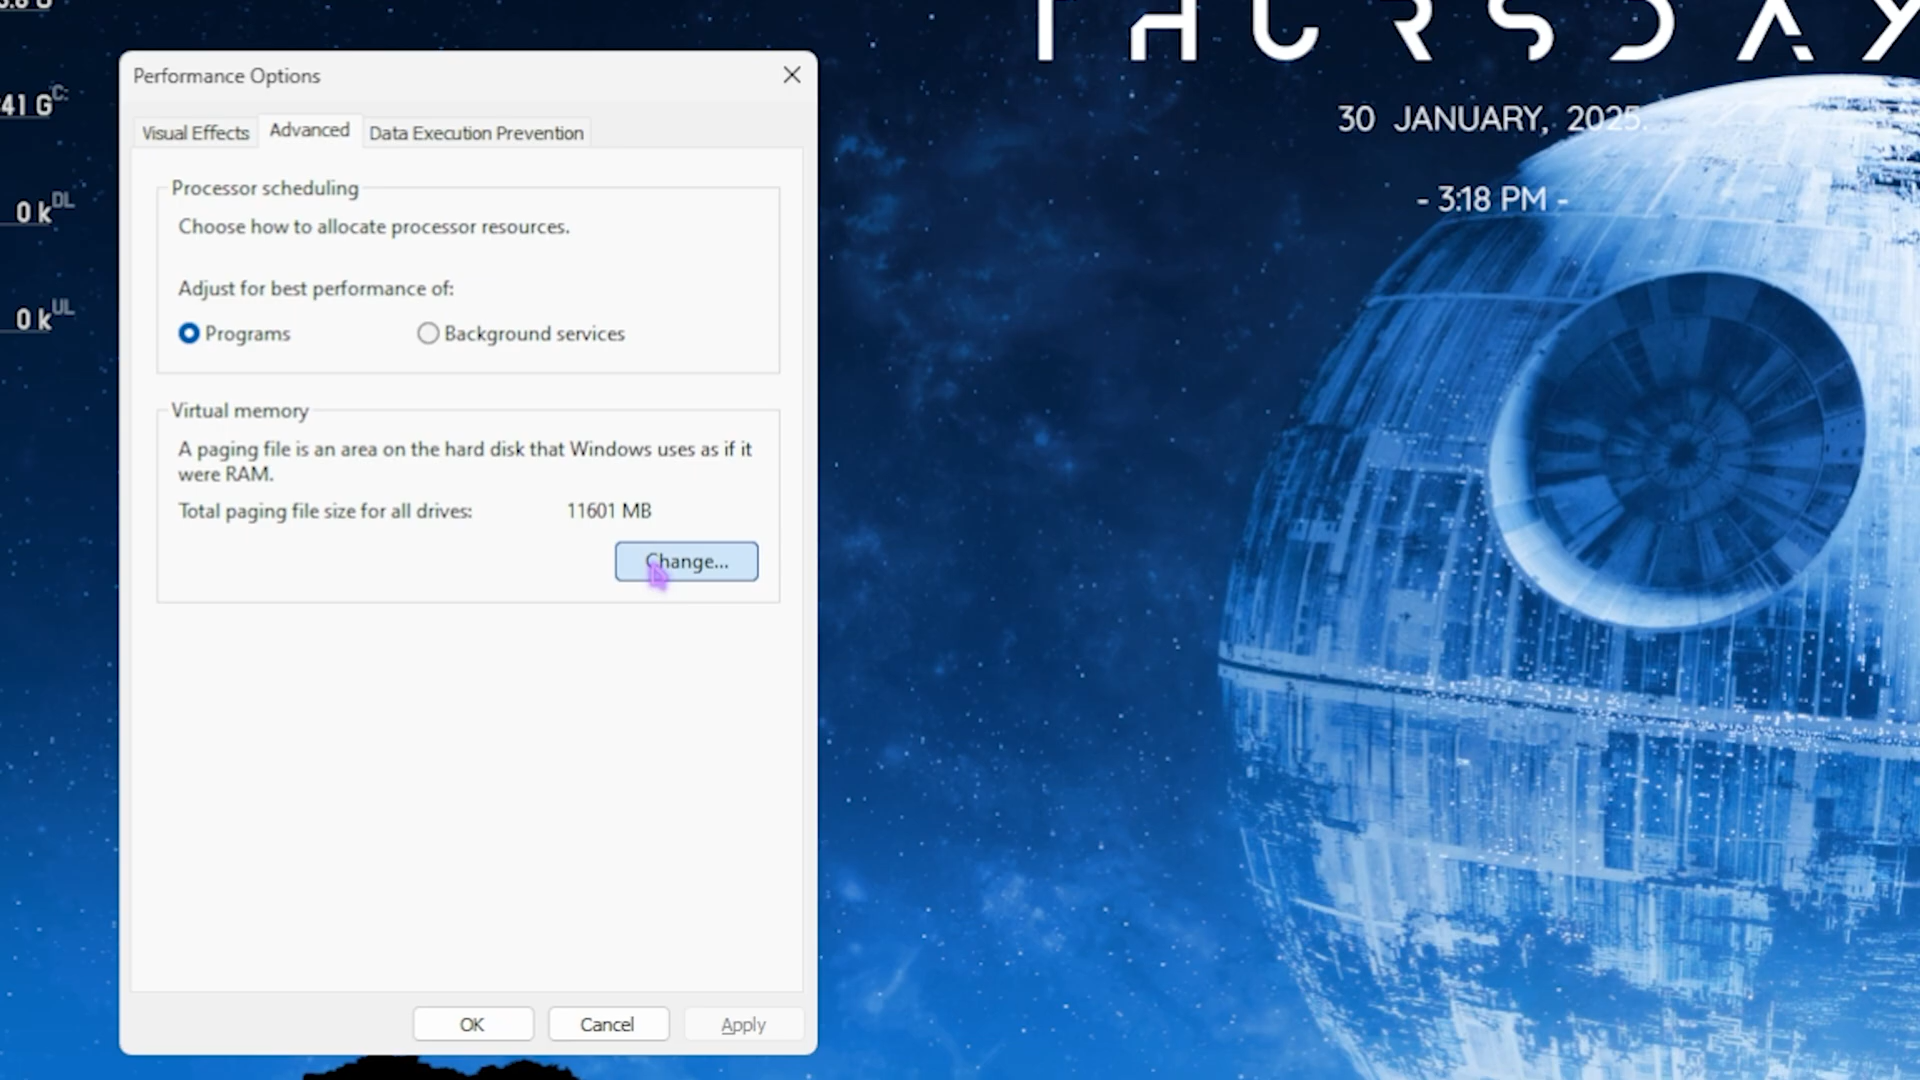 THURSDAY
30 JANUARY, 2025.
- 3:18 PM -
41 G C:
0 k DL
0 k UL
Performance Options
Visual Effects Advanced Data Execution Prevention
Processor scheduling
Choose how to allocate processor resources.
Adjust for best performance of:
Programs Background services
Virtual memory
A paging file is an area on the hard disk that Windows uses as if it
were RAM.
Total paging file size for all drives: 11601 MB
Change...
OK Cancel Apply